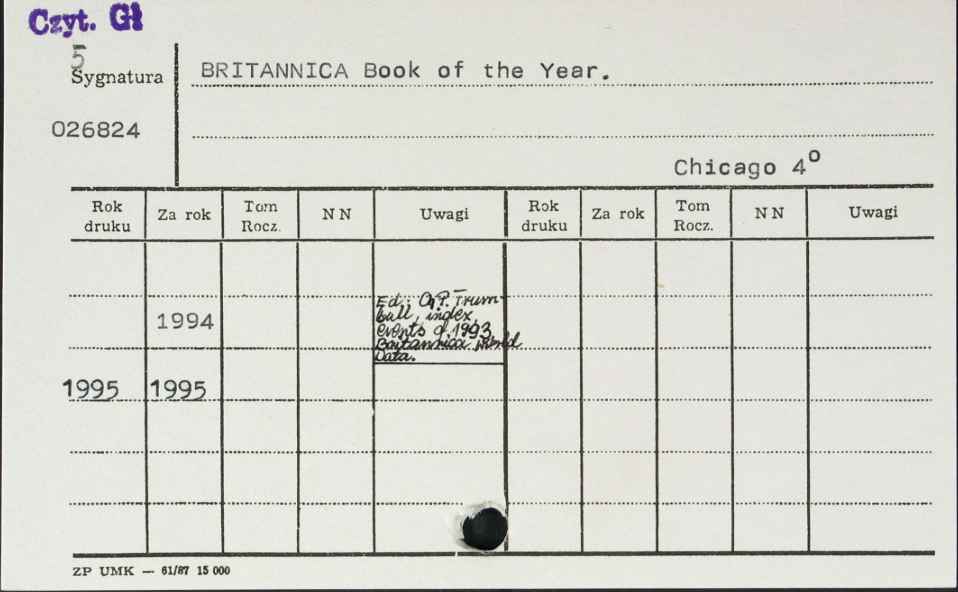 Czyt. Gł
5
Sygnatura
BRITANNICA Book of the Year.
026824
Chicago 4°
Rok druku Za rok Tom Rocz. N N Uwagi Rok druku Za rok Tom Rocz. N N Uwagi
1994
Ed.: Ch.P. Trum-
bull, index,
events of 1993,
Britannica World
Data.
1995 1995
ZP UMK — 61/87 15 000